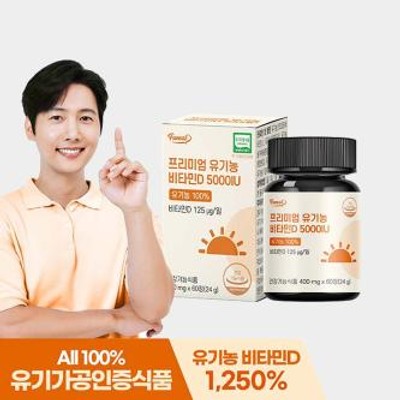 프리미엄 유기농
비타민D 5000IU
유기농 100%
비타민D 125 μg/일
400 mg x 60정(24 g)
프리미엄 유기농
비타민D 5000IU
유기농 100%
비타민D 125 μg/일
All 100%
유기가공인증식품
유기농 비타민D
1,250%